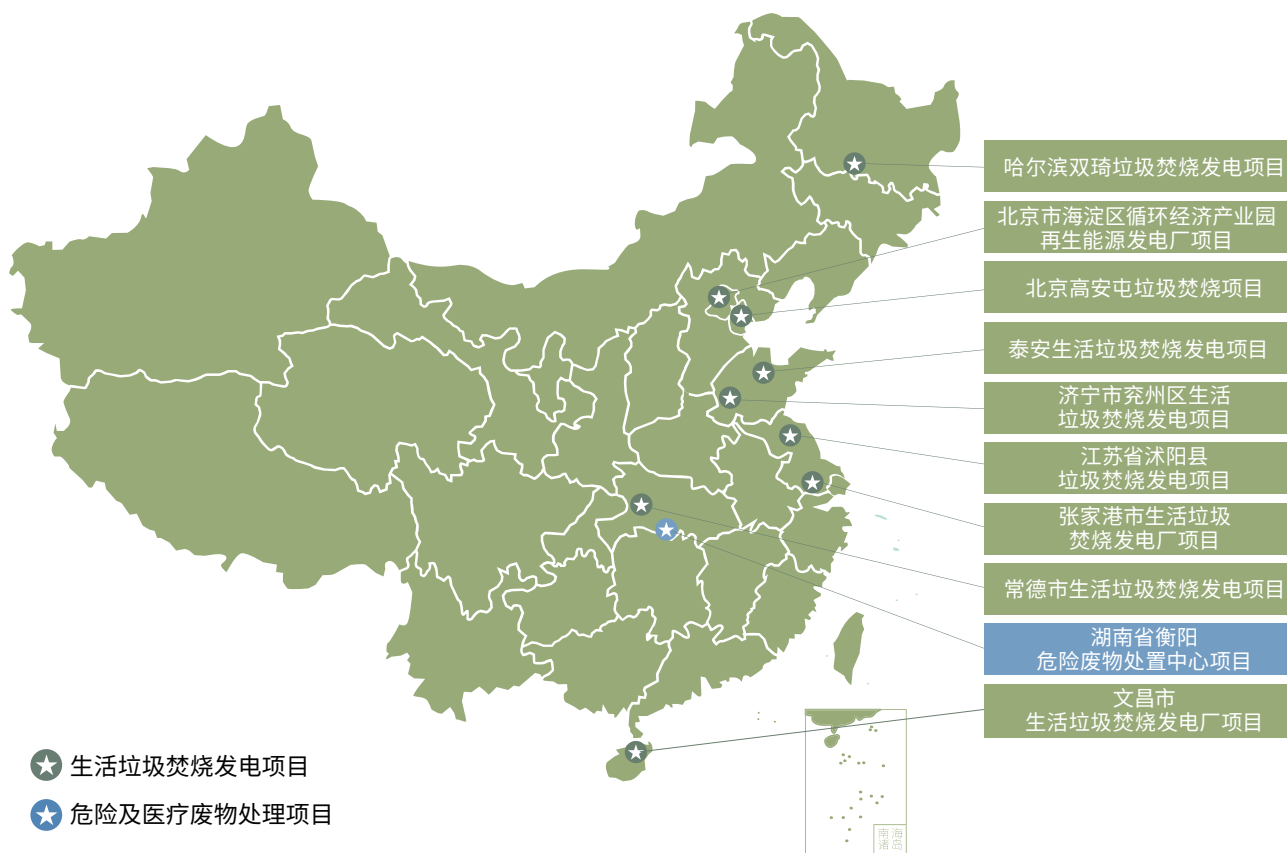 哈尔滨双琦垃圾焚烧发电项目
北京市海淀区循环经济产业园
再生能源发电厂项目
北京高安屯垃圾焚烧项目
泰安生活垃圾焚烧发电项目
济宁市兖州区生活
垃圾焚烧发电项目
江苏省沭阳县
垃圾焚烧发电项目
张家港市生活垃圾
焚烧发电厂项目
常德市生活垃圾焚烧发电项目
湖南省衡阳
危险废物处置中心项目
文昌市
生活垃圾焚烧发电厂项目
生活垃圾焚烧发电项目
危险及医疗废物处理项目
南海
诸岛